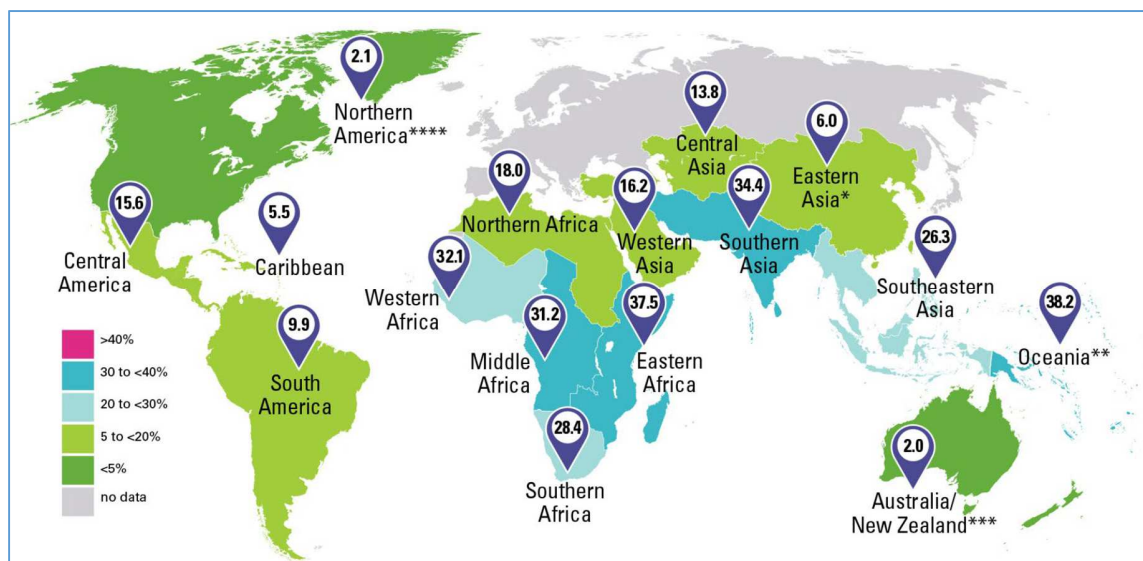 2.1
Northern
America****
13.8
Central
Asia
6.0
Eastern
Asia*
18.0
Northern Africa
16.2
Western
Asia
34.4
Southern
Asia
15.6
Central
America
5.5
Caribbean
26.3
Southeastern
Asia
32.1
Western
Africa
31.2
Middle
Africa
37.5
Eastern
Africa
38.2
Oceania**
9.9
South
America
28.4
Southern
Africa
2.0
Australia/
New Zealand***
>40%
30 to <40%
20 to <30%
5 to <20%
<5%
no data